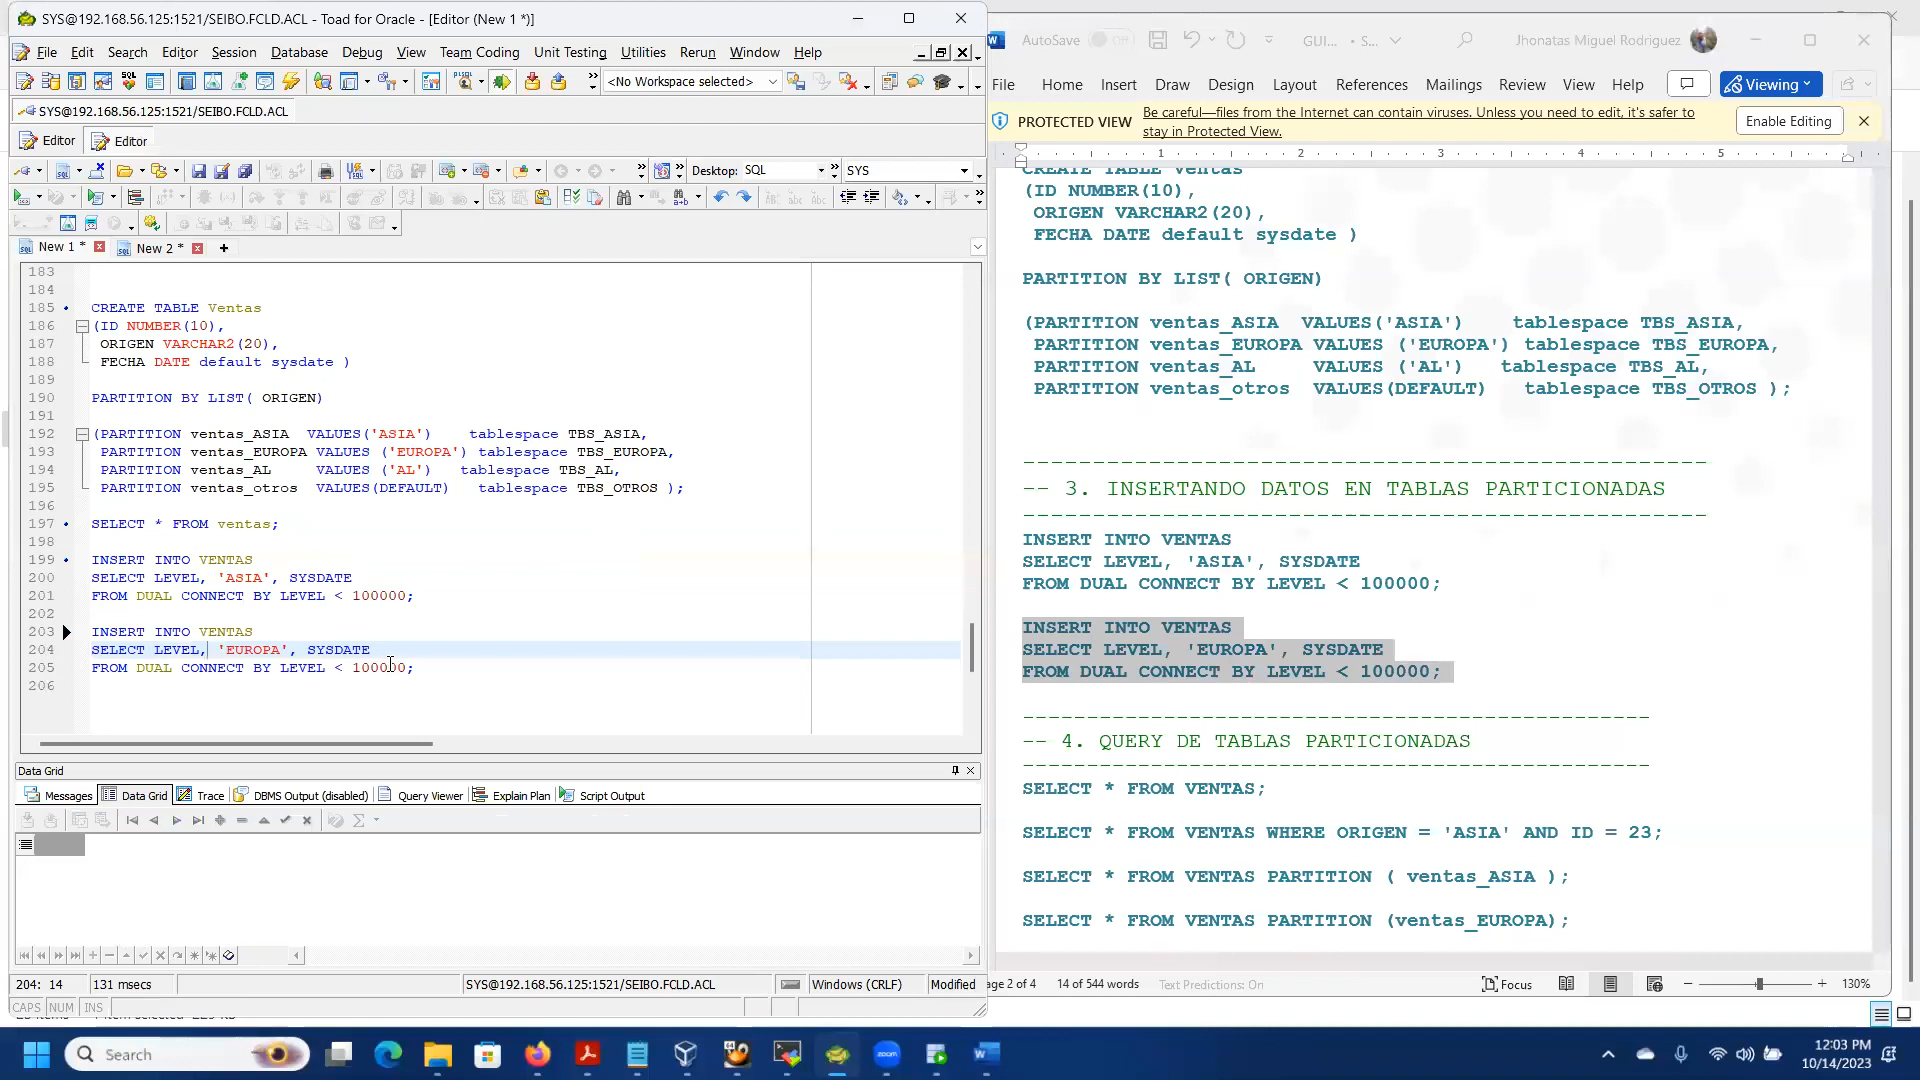 SYS@192.168.56.125:1521/SEIBO.FCLD.ACL - Toad for Oracle - [Editor (New 1 *)]
File Edit Search Editor Session Database Debug View Team Coding Unit Testing Utilities Rerun Window Help
<No Workspace selected>
SYS@192.168.56.125:1521/SEIBO.FCLD.ACL
Editor Editor
Desktop: SQL SYS
New 1 * New 2 *
183
184
185 CREATE TABLE Ventas
186 (ID NUMBER(10),
187 ORIGEN VARCHAR2(20),
188 FECHA DATE default sysdate )
189
190 PARTITION BY LIST( ORIGEN)
191
192 (PARTITION ventas_ASIA VALUES('ASIA') tablespace TBS_ASIA,
193 PARTITION ventas_EUROPA VALUES ('EUROPA') tablespace TBS_EUROPA,
194 PARTITION ventas_AL VALUES ('AL') tablespace TBS_AL,
195 PARTITION ventas_otros VALUES(DEFAULT) tablespace TBS_OTROS );
196
197 SELECT * FROM ventas;
198
199 INSERT INTO VENTAS
200 SELECT LEVEL, 'ASIA', SYSDATE
201 FROM DUAL CONNECT BY LEVEL < 100000;
202
203 INSERT INTO VENTAS
204 SELECT LEVEL, 'EUROPA', SYSDATE
205 FROM DUAL CONNECT BY LEVEL < 100000;
206
Data Grid
Messages Data Grid Trace DBMS Output (disabled) Query Viewer Explain Plan Script Output
204: 14 131 msecs SYS@192.168.56.125:1521/SEIBO.FCLD.ACL Windows (CRLF) Modified
CAPS NUM INS
AutoSave Off GUI... • S... Jhonatas Miguel Rodriguez
File Home Insert Draw Design Layout References Mailings Review View Help Viewing
PROTECTED VIEW Be careful—files from the Internet can contain viruses. Unless you need to edit, it's safer to stay in Protected View. Enable Editing
1 2 3 4 5
CREATE TABLE Ventas
(ID NUMBER(10),
ORIGEN VARCHAR2(20),
FECHA DATE default sysdate )
PARTITION BY LIST( ORIGEN)
(PARTITION ventas_ASIA VALUES('ASIA') tablespace TBS_ASIA,
PARTITION ventas_EUROPA VALUES ('EUROPA') tablespace TBS_EUROPA,
PARTITION ventas_AL VALUES ('AL') tablespace TBS_AL,
PARTITION ventas_otros VALUES(DEFAULT) tablespace TBS_OTROS );
-----------------------------------------------------
-- 3. INSERTANDO DATOS EN TABLAS PARTICIONADAS
-----------------------------------------------------
INSERT INTO VENTAS
SELECT LEVEL, 'ASIA', SYSDATE
FROM DUAL CONNECT BY LEVEL < 100000;
INSERT INTO VENTAS
SELECT LEVEL, 'EUROPA', SYSDATE
FROM DUAL CONNECT BY LEVEL < 100000;
-------------------------------------------------
-- 4. QUERY DE TABLAS PARTICIONADAS
-------------------------------------------------
SELECT * FROM VENTAS;
SELECT * FROM VENTAS WHERE ORIGEN = 'ASIA' AND ID = 23;
SELECT * FROM VENTAS PARTITION ( ventas_ASIA );
SELECT * FROM VENTAS PARTITION (ventas_EUROPA);
age 2 of 4 14 of 544 words Text Predictions: On Focus 130%
Search
zoom
12:03 PM
10/14/2023